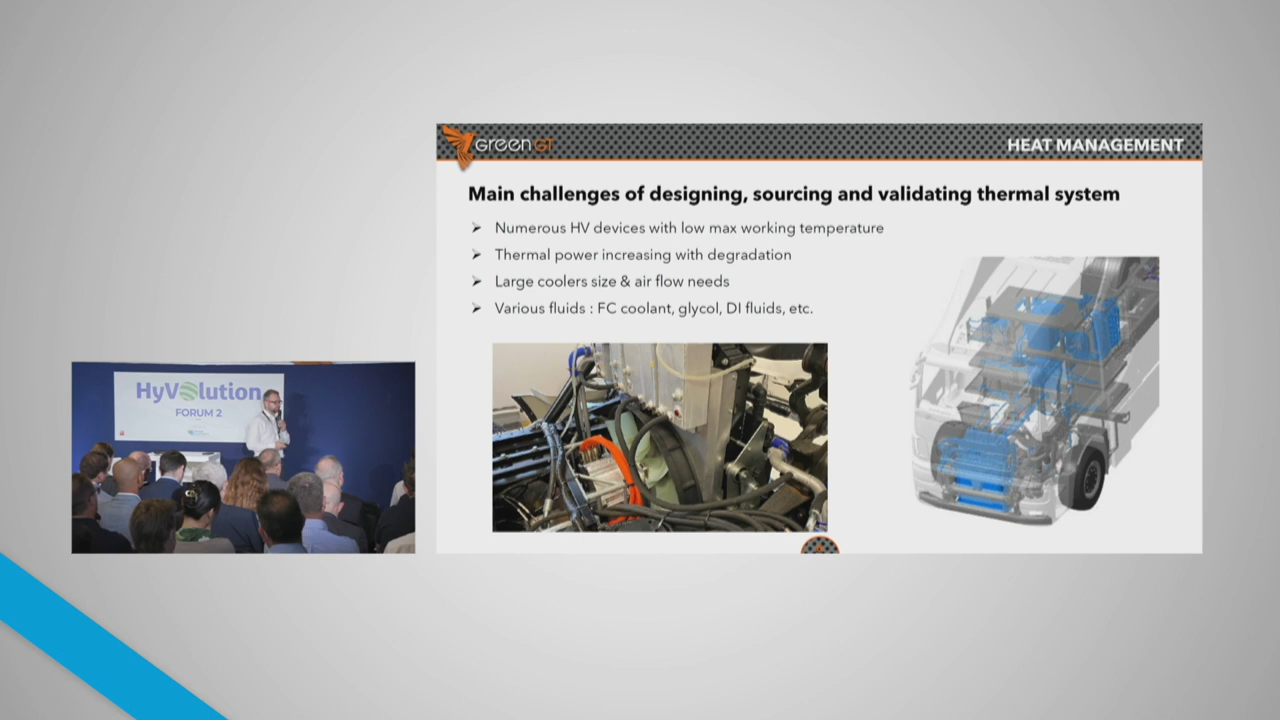 HyVolution
FORUM 2
GreenGT
HEAT MANAGEMENT
Main challenges of designing, sourcing and validating thermal system
➢ Numerous HV devices with low max working temperature
➢ Thermal power increasing with degradation
➢ Large coolers size & air flow needs
➢ Various fluids : FC coolant, glycol, DI fluids, etc.